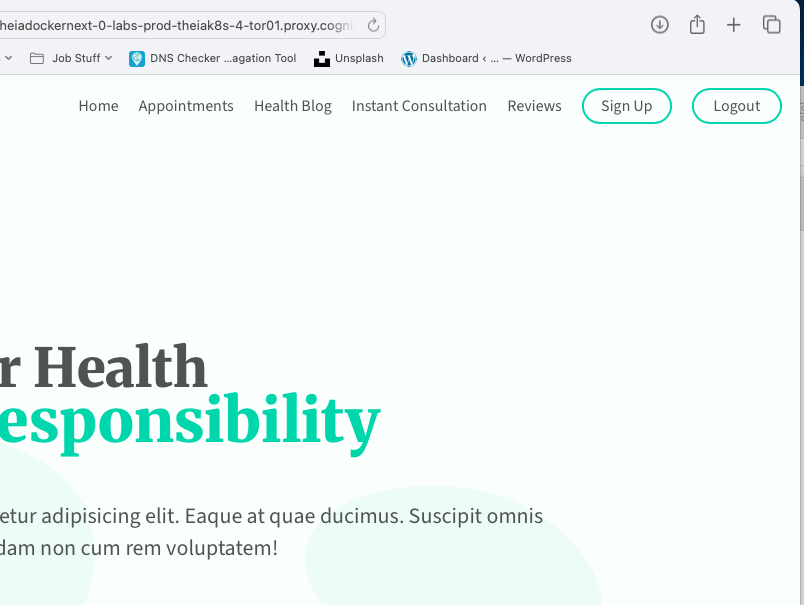 heiadockernext-0-labs-prod-theiak8s-4-tor01.proxy.cogni
Job Stuff DNS Checker ...agation Tool Unsplash Dashboard ‹ ... — WordPress
Home Appointments Health Blog Instant Consultation Reviews Sign Up Logout
r Health
esponsibility
etur adipisicing elit. Eaque at quae ducimus. Suscipit omnis
dam non cum rem voluptatem!